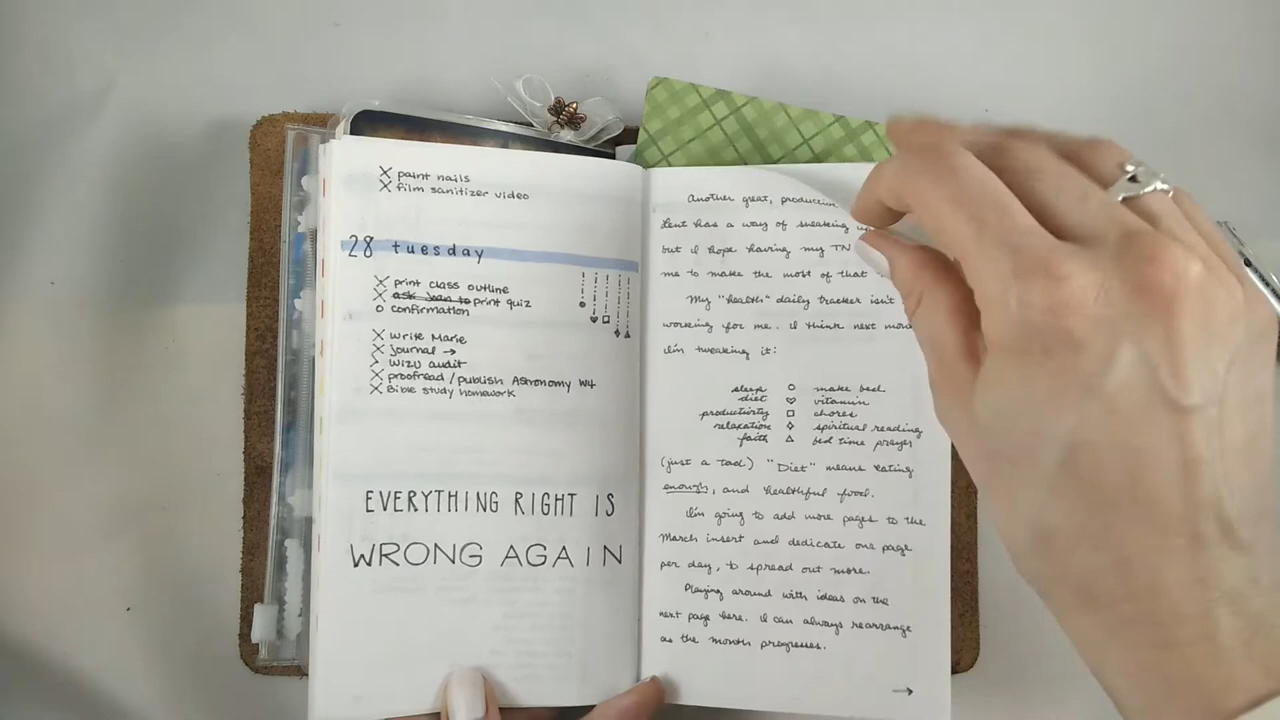 X paint nails
X film sanitizer video
28 tuesday
X print class outline
X ask to print quiz
o confirmation
X write Marie
X journal →
wizu audit
X proofread / publish Astronomy W4
X Bible study homework
EVERYTHING RIGHT IS
WRONG AGAIN
Another great, productive
Lent has a way of sneaking
but I hope having my TN
me to make the most of that
My "health" daily tracker isn't
working for me. I think next
I'm tweaking it:
sleep ○ make bed
diet ♡ vitamin
productivity □ chores
relaxation ◇ spiritual reading
faith △ bed time prayer
(just a tad) "Diet" means eating
enough, and healthful food.
I'm going to add more pages to the
March insert and dedicate one page
per day, to spread out more.
Playing around with ideas on the
next page here. I can always rearrange
as the month progresses.
→